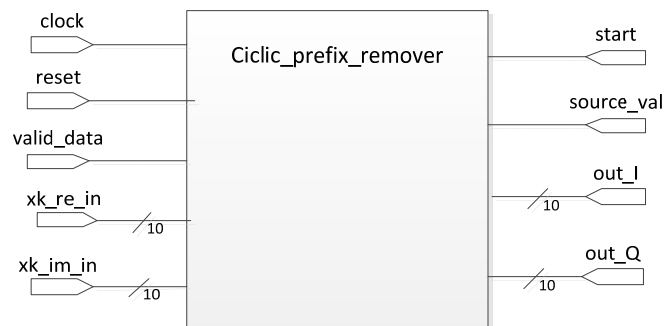 clock
Ciclic_prefix_remover
start
reset
source_val
valid_data
xk_re_in
10
out_I
10
xk_im_in
10
out_Q
10